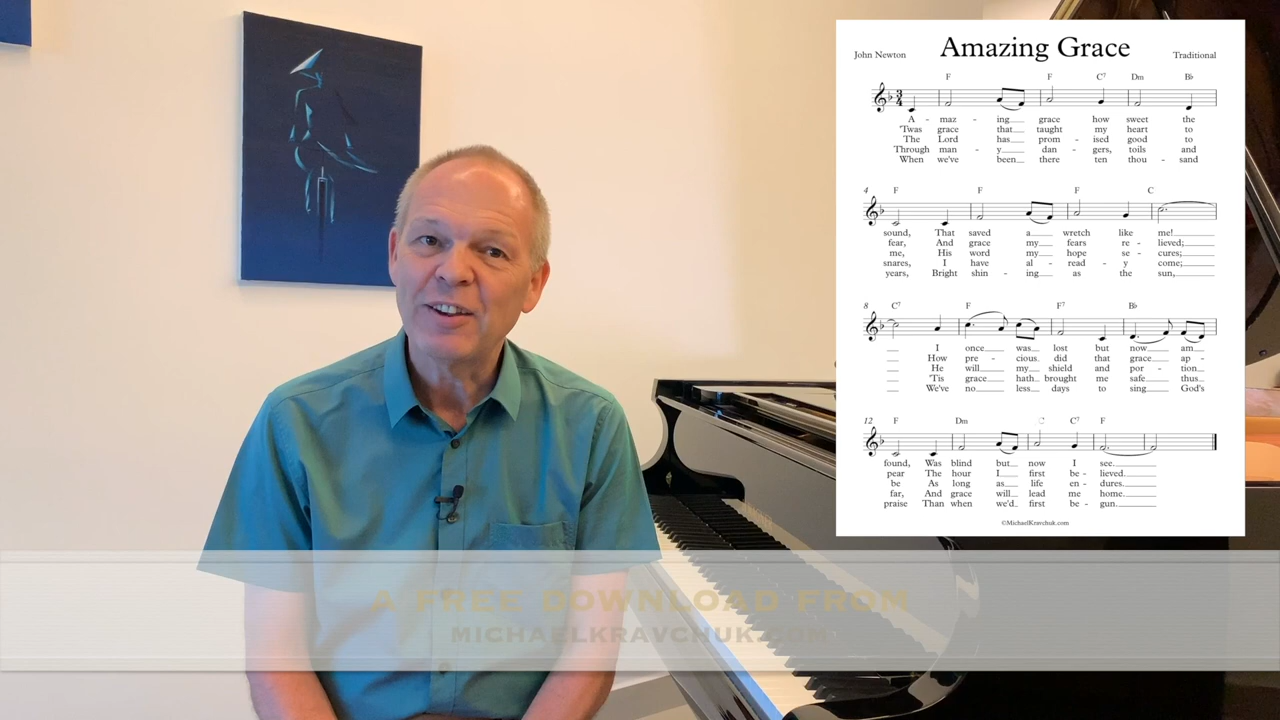 Amazing Grace
John Newton
Traditional
F F C7 Dm B♭
3
4
A - maz - ing grace how sweet the
'Twas grace that taught my heart to
The Lord has prom - ised good to
Through man - y dan - gers, toils and
When we've been there ten thou - sand
4 F F F C
sound, That saved a wretch like me!
fear, And grace my fears re - lieved;
me, His word my hope se - cures;
snares, I have al - read - y come;
years, Bright shin - ing as the sun,
8 C7 F F7 B♭
I once was lost but now am
How pre - cious did that grace ap -
He will my shield and por - tion
'Tis grace hath brought me safe thus
We've no less days to sing God's
12 F Dm C C7 F
found, Was blind but now I see.
pear The hour I first be - lieved.
be As long as life en - dures.
far, And grace will lead me home.
praise Than when we'd first be - gun.
©MichaelKravchuk.com
A FREE DOWNLOAD FROM
MICHAELKRAVCHUK.COM